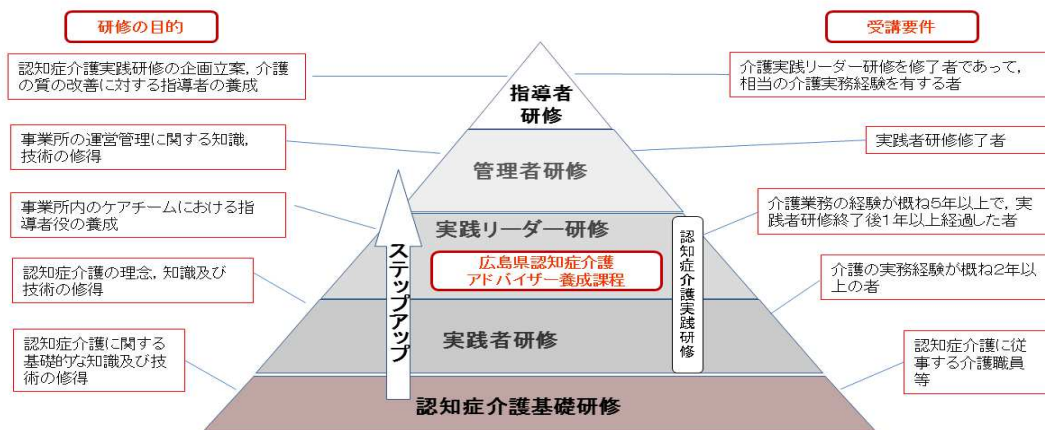 研修の目的
受講要件
認知症介護実践研修の企画立案，介護
の質の改善に対する指導者の養成
介護実践リーダー研修を修了者であって，
相当の介護実務経験を有する者
指導者
研修
事業所の運営管理に関する知識，
技術の修得
実践者研修修了者
管理者研修
事業所内のケアチームにおける指
導者役の養成
介護業務の経験が概ね5年以上で，実
践者研修終了後1年以上経過した者
実践リーダー研修
広島県認知症介護
アドバイザー養成課程
認知症介護の理念，知識及び
技術の修得
介護の実務経験が概ね2年以
上の者
ステップアップ
認知症介護実践研修
実践者研修
認知症介護に関する
基礎的な知識及び技
術の修得
認知症介護に従
事する介護職員
等
認知症介護基礎研修